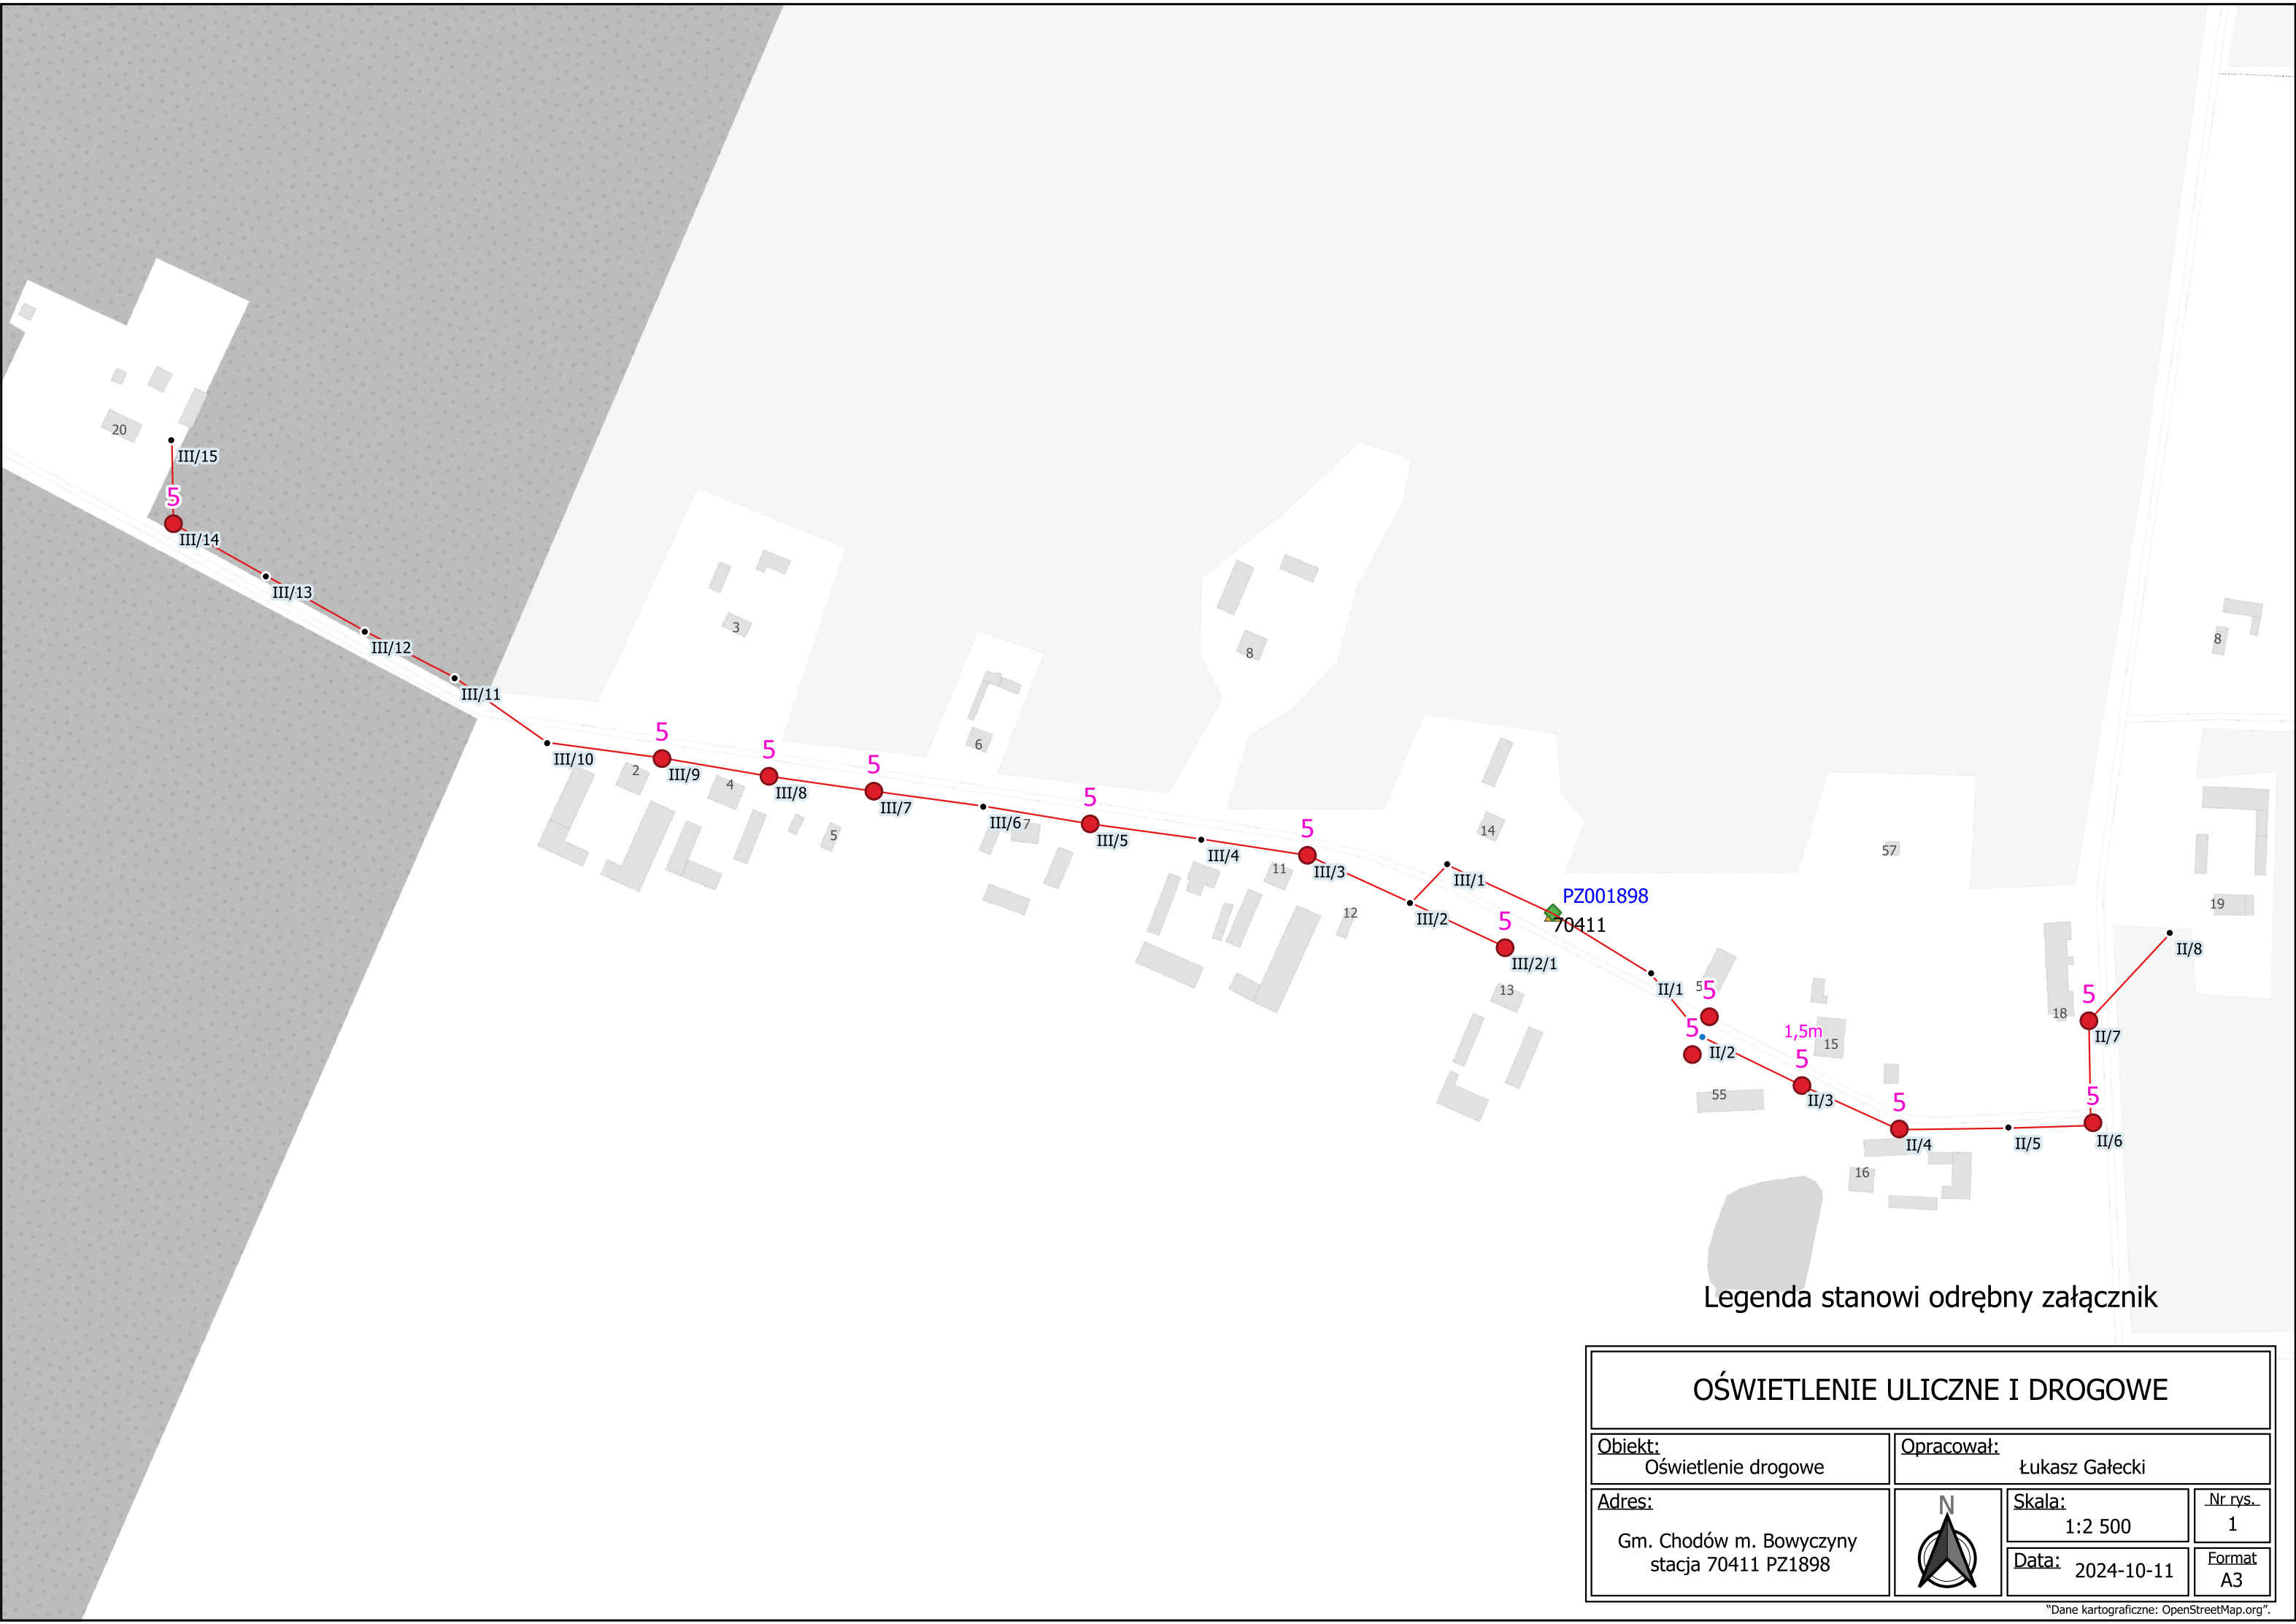 20
III/15
5
III/14
III/13
III/12
III/11
III/10
3
8
8
6
5
III/9
5
III/8
5
III/7
2
4
5
III/6
7
5
III/5
III/4
5
III/3
11
12
14
III/1
III/2
PZ001898
70411
5
III/2/1
13
57
19
II/8
II/1
5
5
II/2
1,5m
5
15
II/3
55
18
5
II/7
5
II/4
II/5
5
II/6
16
Legenda stanowi odrębny załącznik
OŚWIETLENIE ULICZNE I DROGOWE
Obiekt:
Oświetlenie drogowe
Opracował:
Łukasz Gałecki
Adres:
Gm. Chodów m. Bowyczyny
stacja 70411 PZ1898
N
Skala:
1:2 500
Nr rys.
1
Data: 2024-10-11
Format
A3
“Dane kartograficzne: OpenStreetMap.org”.